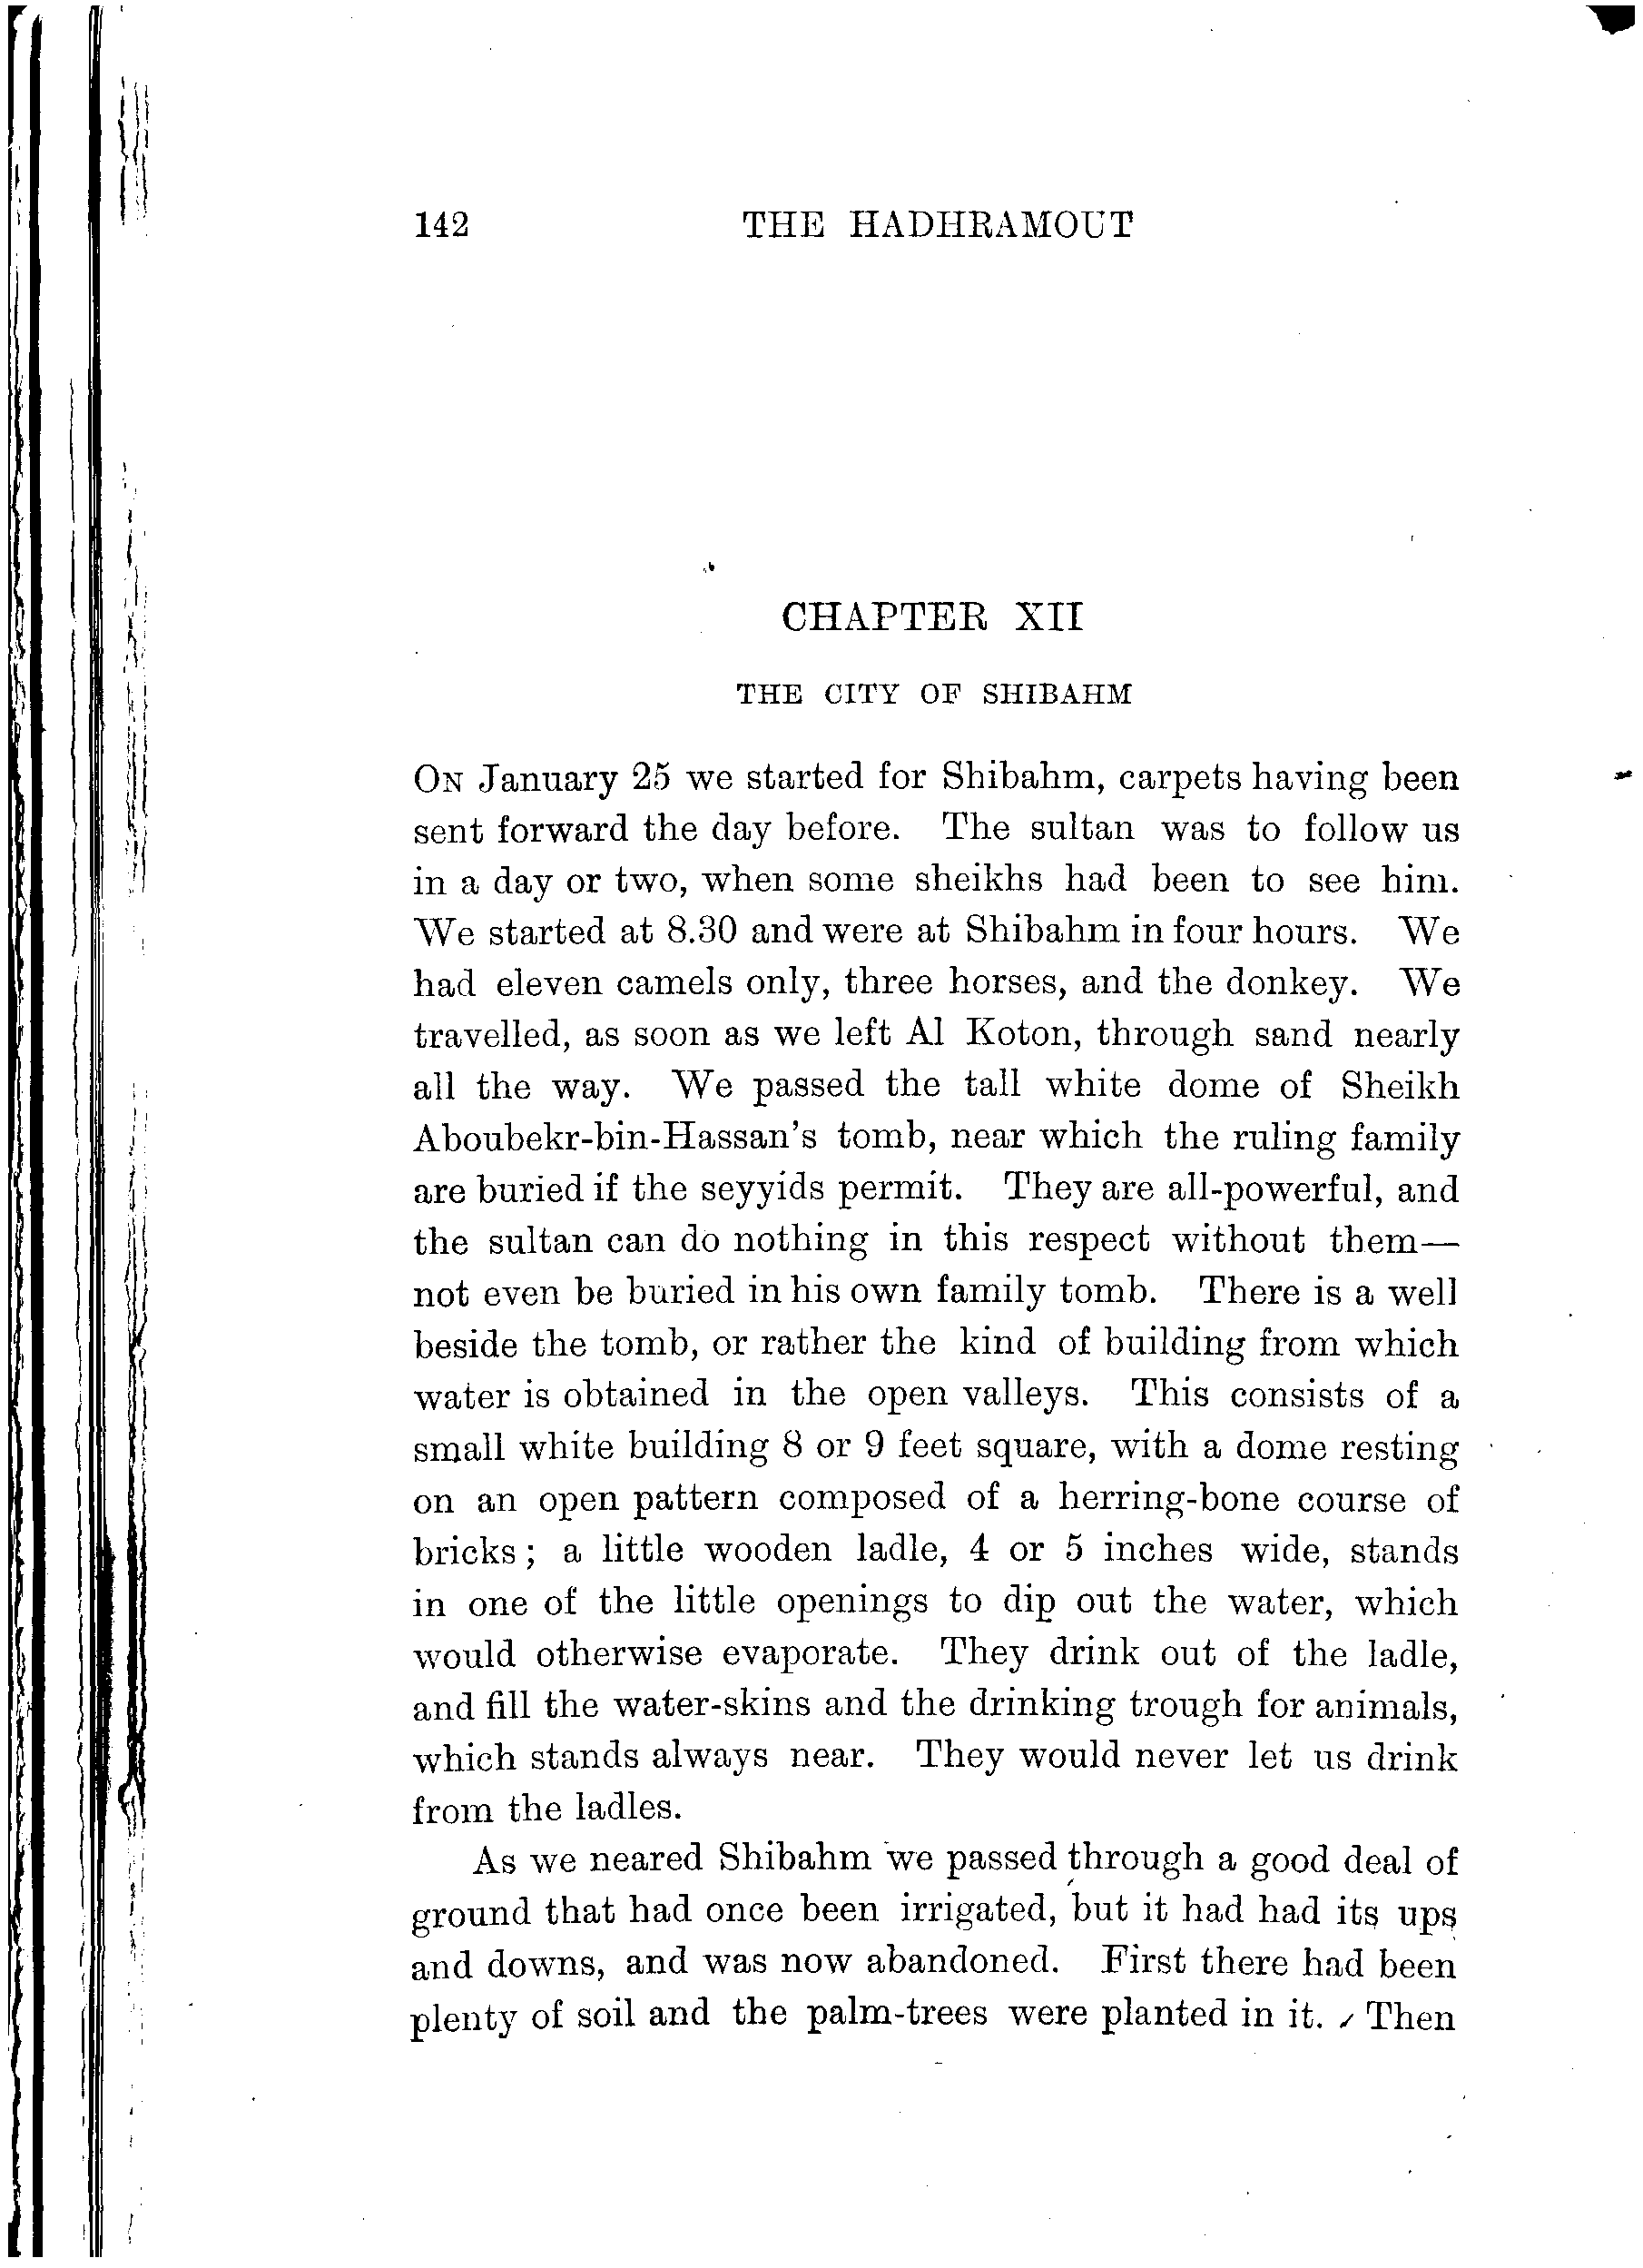 142 THE HADHRAMOUT
CHAPTER XII
THE CITY OF SHIBAHM
ON January 25 we started for Shibahm, carpets having been
sent forward the day before. The sultan was to follow us
in a day or two, when some sheikhs had been to see him.
We started at 8.30 and were at Shibahm in four hours. We
had eleven camels only, three horses, and the donkey. We
travelled, as soon as we left Al Koton, through sand nearly
all the way. We passed the tall white dome of Sheikh
Aboubekr-bin-Hassan's tomb, near which the ruling family
are buried if the seyyids permit. They are all-powerful, and
the sultan can do nothing in this respect without them—
not even be buried in his own family tomb. There is a well
beside the tomb, or rather the kind of building from which
water is obtained in the open valleys. This consists of a
small white building 8 or 9 feet square, with a dome resting
on an open pattern composed of a herring-bone course of
bricks; a little wooden ladle, 4 or 5 inches wide, stands
in one of the little openings to dip out the water, which
would otherwise evaporate. They drink out of the ladle,
and fill the water-skins and the drinking trough for animals,
which stands always near. They would never let us drink
from the ladles.
As we neared Shibahm we passed through a good deal of
ground that had once been irrigated, but it had had its ups
and downs, and was now abandoned. First there had been
plenty of soil and the palm-trees were planted in it. Then